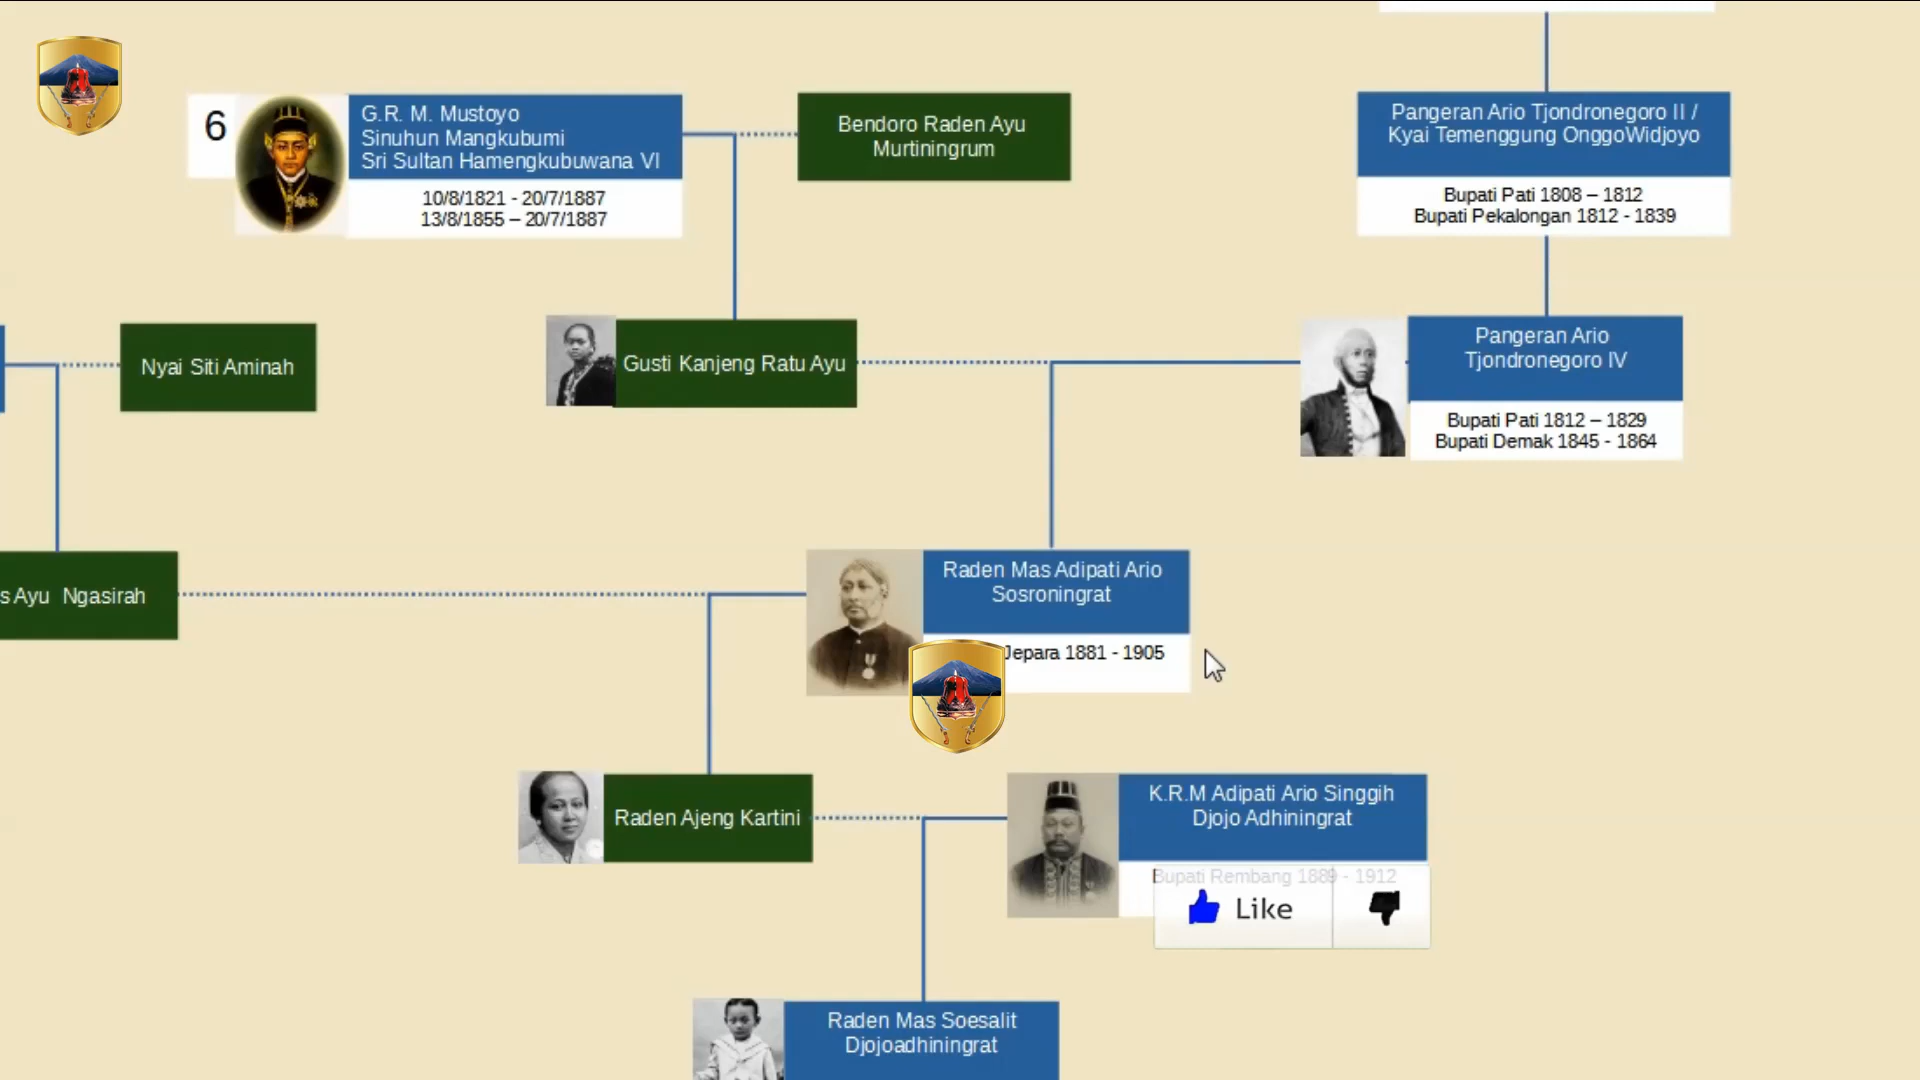 6
G.R. M. Mustoyo
Sinuhun Mangkubumi
Sri Sultan Hamengkubuwana VI
10/8/1821 - 20/7/1887
13/8/1855 – 20/7/1887
Bendoro Raden Ayu
Murtiningrum
Pangeran Ario Tjondronegoro II /
Kyai Temenggung OnggoWidjoyo
Bupati Pati 1808 – 1812
Bupati Pekalongan 1812 - 1839
Nyai Siti Aminah
Gusti Kanjeng Ratu Ayu
Pangeran Ario
Tjondronegoro IV
Bupati Pati 1812 – 1829
Bupati Demak 1845 - 1864
s Ayu Ngasirah
Raden Mas Adipati Ario
Sosroningrat
Jepara 1881 - 1905
Raden Ajeng Kartini
K.R.M Adipati Ario Singgih
Djojo Adhiningrat
Bupati Rembang 1889 - 1912
Like
Raden Mas Soesalit
Djojoadhiningrat